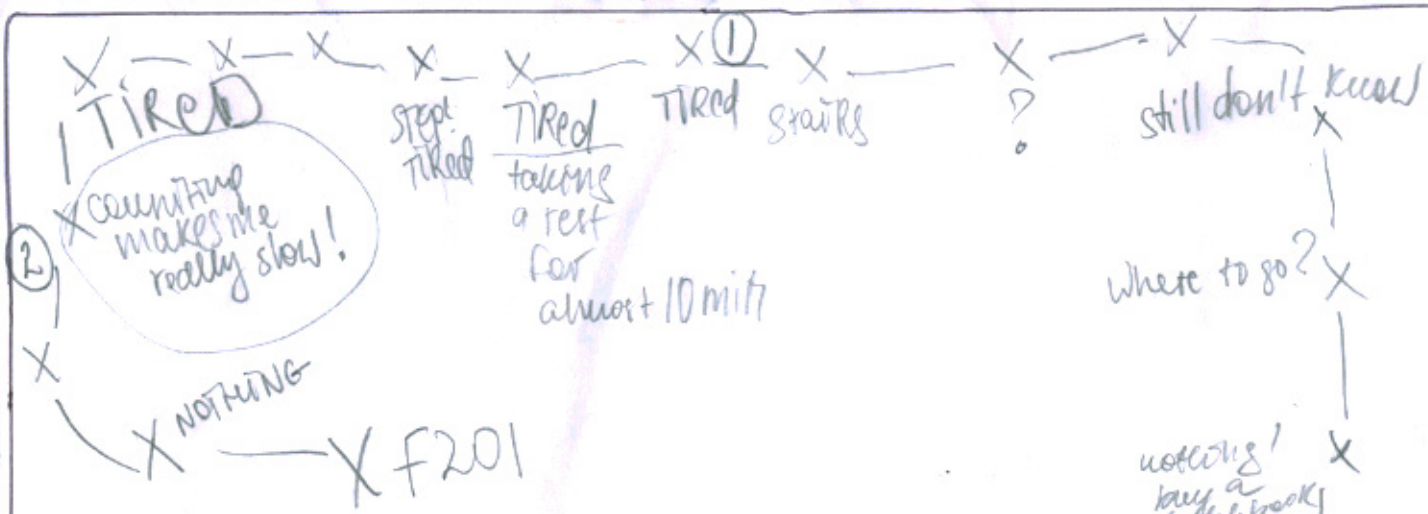 1
TIRED
step!
TIRed
TIRed
taking
a rest
for
almost 10 min
TIRed
stairs
?
still don't know
counting
makes me
really slow!
2
where to go?
NOTHING
F201
nothing!
buy a